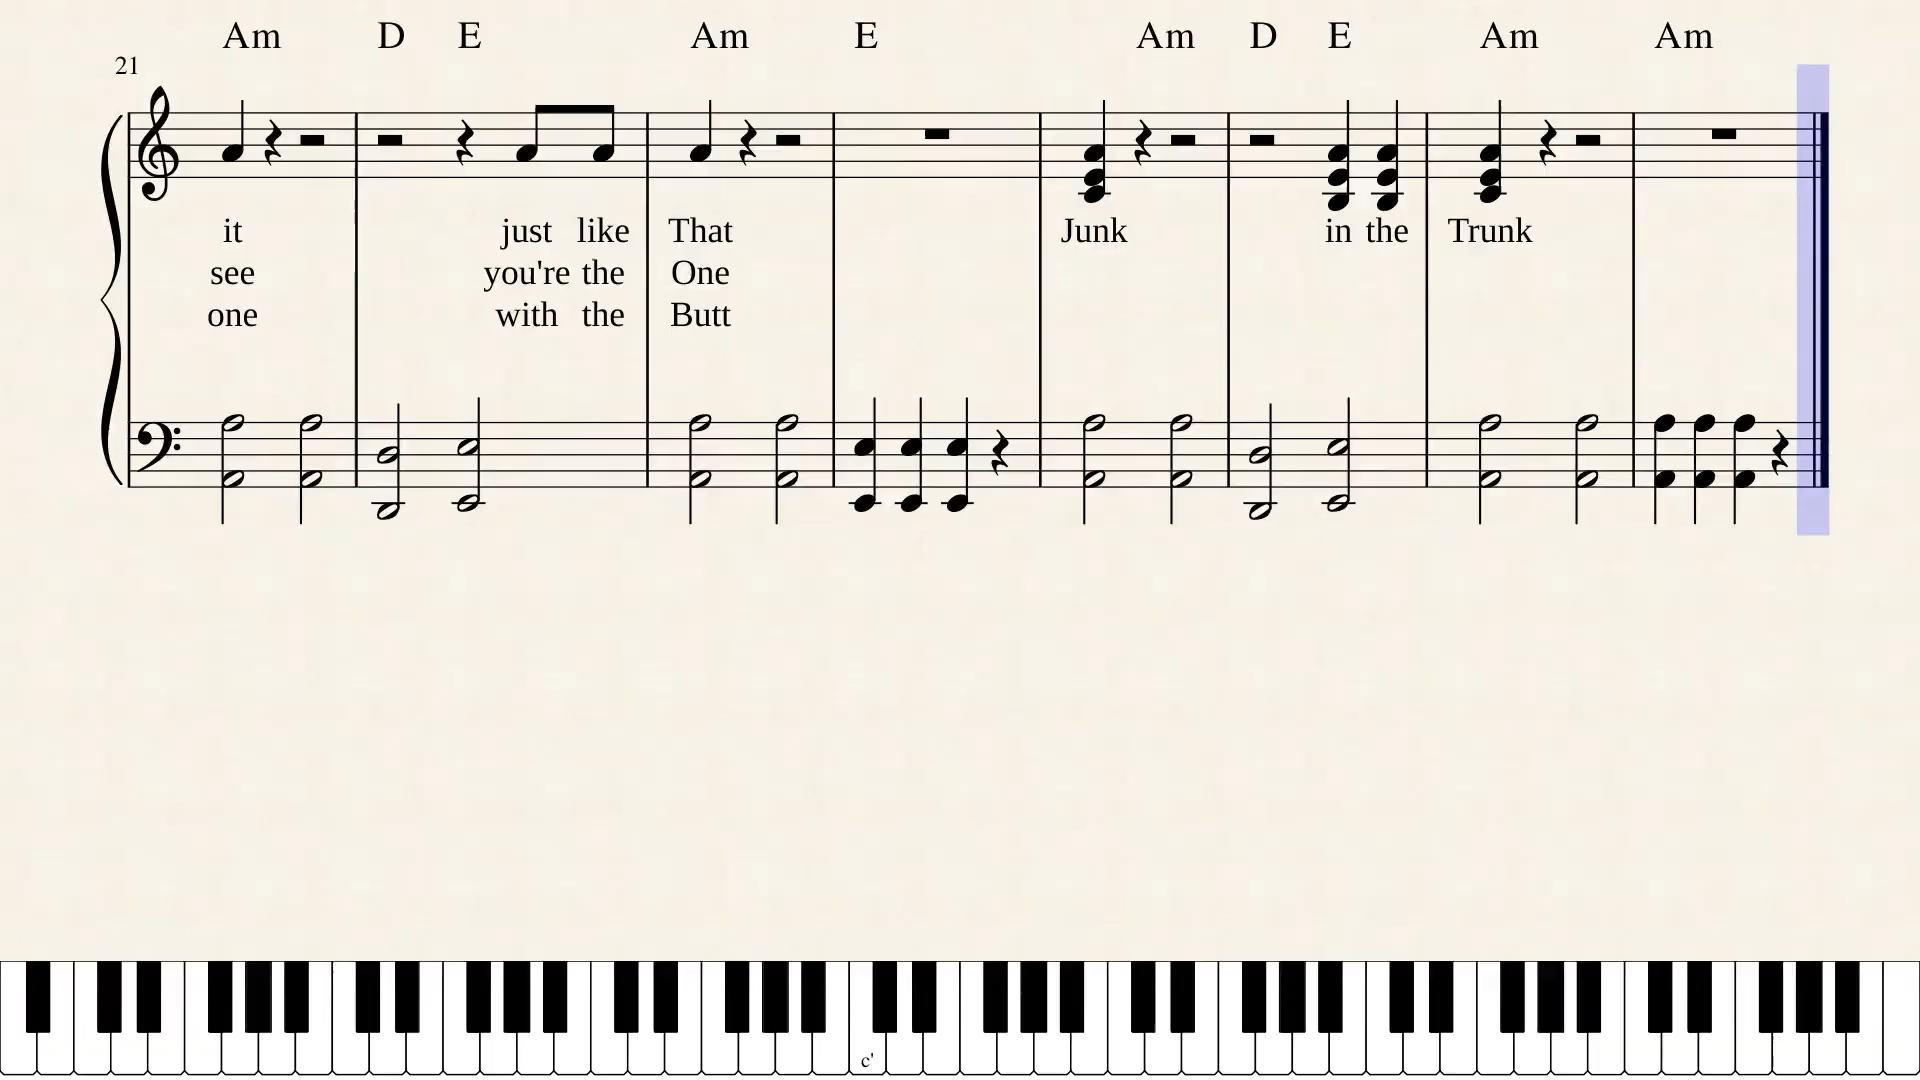 Am D E Am E Am D E Am Am
21
it just like That Junk in the Trunk
see you're the One
one with the Butt
c'